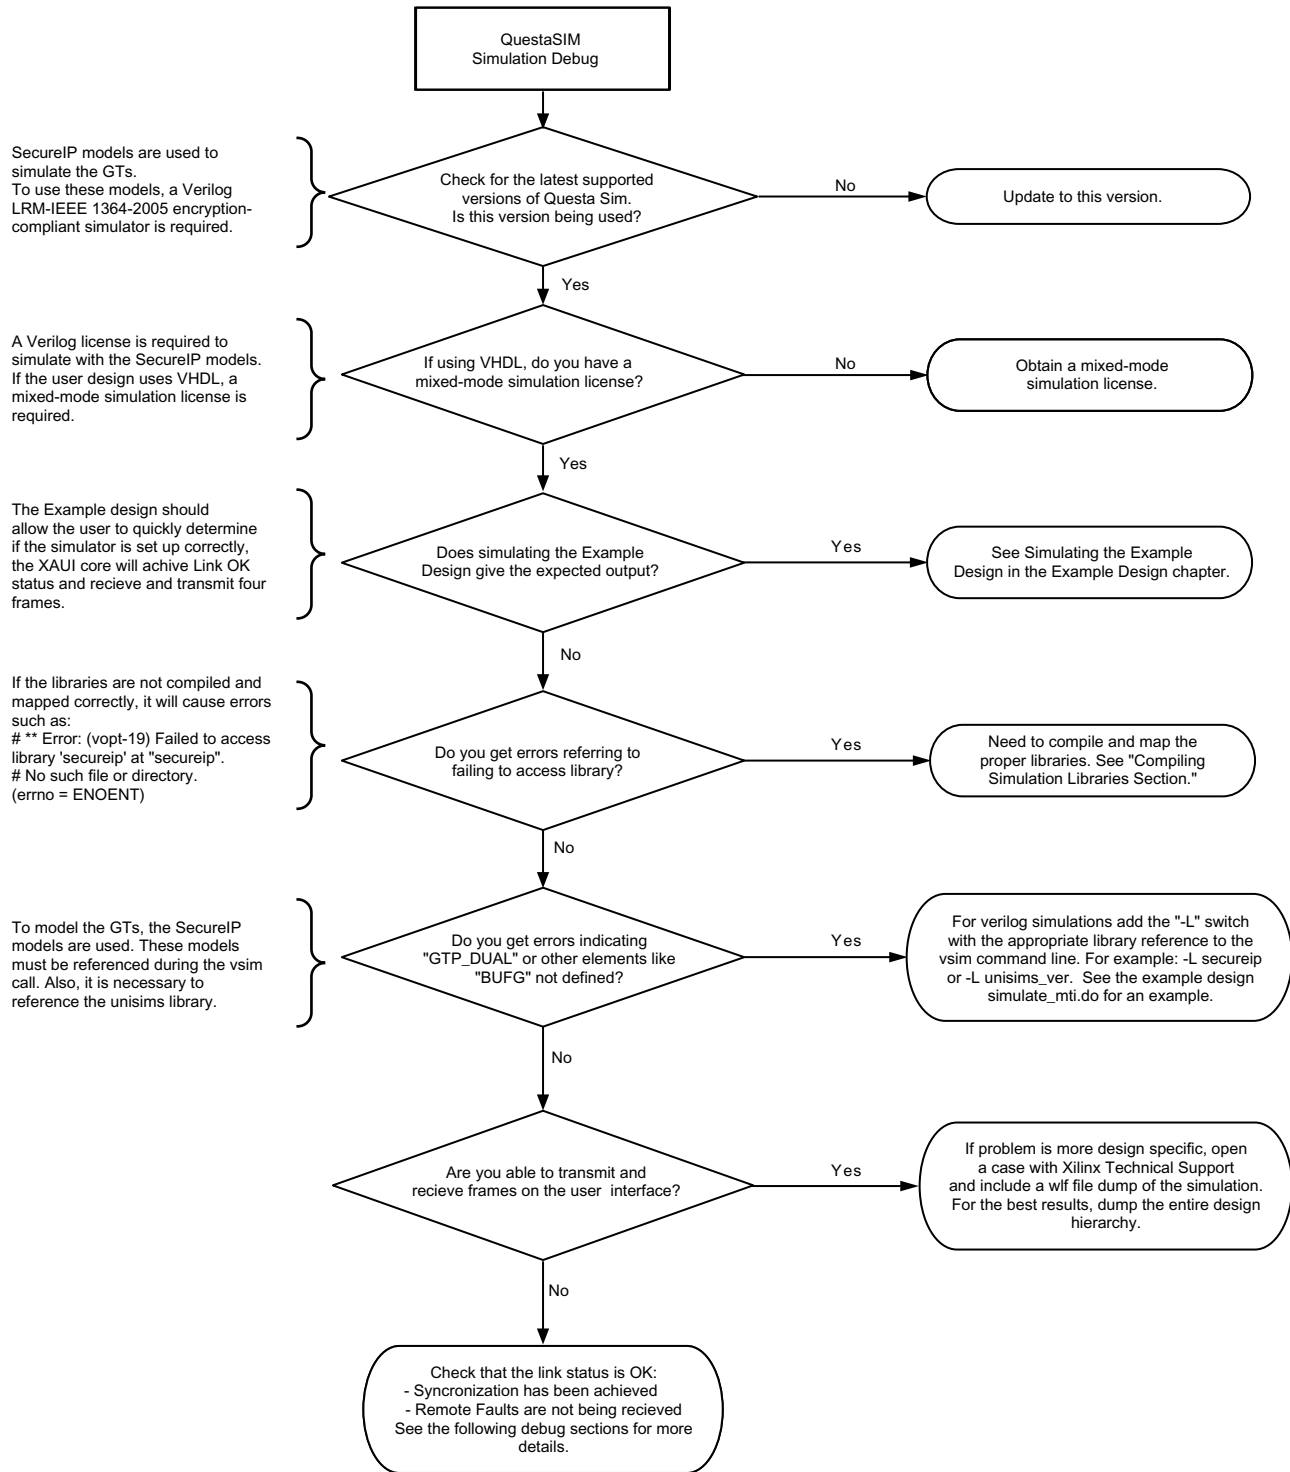 QuestaSIM
Simulation Debug
SecureIP models are used to
simulate the GTs.
To use these models, a Verilog
LRM-IEEE 1364-2005 encryption-
compliant simulator is required.
Check for the latest supported
versions of Questa Sim.
Is this version being used?
No
Update to this version.
Yes
A Verilog license is required to
simulate with the SecureIP models.
If the user design uses VHDL, a
mixed-mode simulation license is
required.
If using VHDL, do you have a
mixed-mode simulation license?
No
Obtain a mixed-mode
simulation license.
Yes
The Example design should
allow the user to quickly determine
if the simulator is set up correctly,
the XAUI core will achive Link OK
status and recieve and transmit four
frames.
Does simulating the Example
Design give the expected output?
Yes
See Simulating the Example
Design in the Example Design chapter.
No
If the libraries are not compiled and
mapped correctly, it will cause errors
such as:
# ** Error: (vopt-19) Failed to access
library 'secureip' at "secureip".
# No such file or directory.
(errno = ENOENT)
Do you get errors referring to
failing to access library?
Yes
Need to compile and map the
proper libraries. See "Compiling
Simulation Libraries Section."
No
To model the GTs, the SecureIP
models are used. These models
must be referenced during the vsim
call. Also, it is necessary to
reference the unisims library.
Do you get errors indicating
"GTP_DUAL" or other elements like
"BUFG" not defined?
Yes
For verilog simulations add the "-L" switch
with the appropriate library reference to the
vsim command line. For example: -L secureip
or -L unisims_ver. See the example design
simulate_mti.do for an example.
No
Are you able to transmit and
recieve frames on the user interface?
Yes
If problem is more design specific, open
a case with Xilinx Technical Support
and include a wlf file dump of the simulation.
For the best results, dump the entire design
hierarchy.
No
Check that the link status is OK:
- Syncronization has been achieved
- Remote Faults are not being recieved
See the following debug sections for more
details.